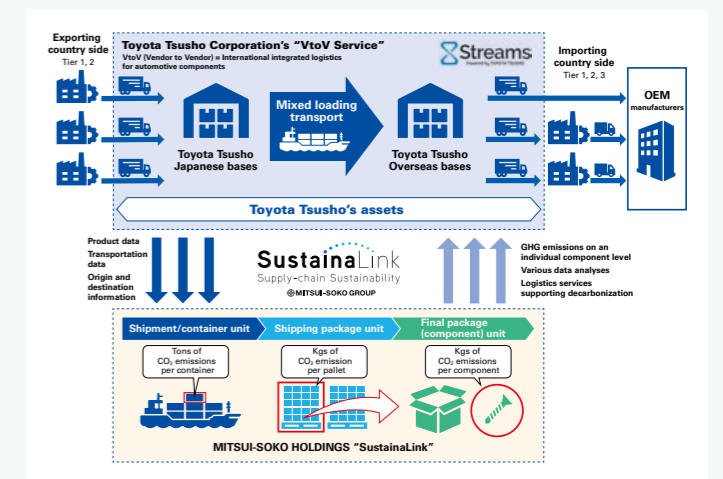 Exporting
country side
Tier 1, 2
Toyota Tsusho Corporation's "VtoV Service"
VtoV (Vendor to Vendor) = International integrated logistics
for automotive components
Streams
Powered by TOYOTA TSUSHO
Importing
country side
Tier 1, 2, 3
OEM
manufacturers
Mixed loading
transport
Toyota Tsusho
Japanese bases
Toyota Tsusho
Overseas bases
Toyota Tsusho's assets
Product data
Transportation
data
Origin and
destination
information
SustainaLink
Supply-chain Sustainability
MITSUI-SOKO GROUP
GHG emissions on an
individual component level
Various data analyses
Logistics services
supporting decarbonization
Shipment/container unit
Shipping package unit
Final package
(component) unit
Tons of
CO₂ emissions
per container
Kgs of
CO₂ emission
per pallet
Kgs of
CO₂ emission
per component
MITSUI-SOKO HOLDINGS "SustainaLink"